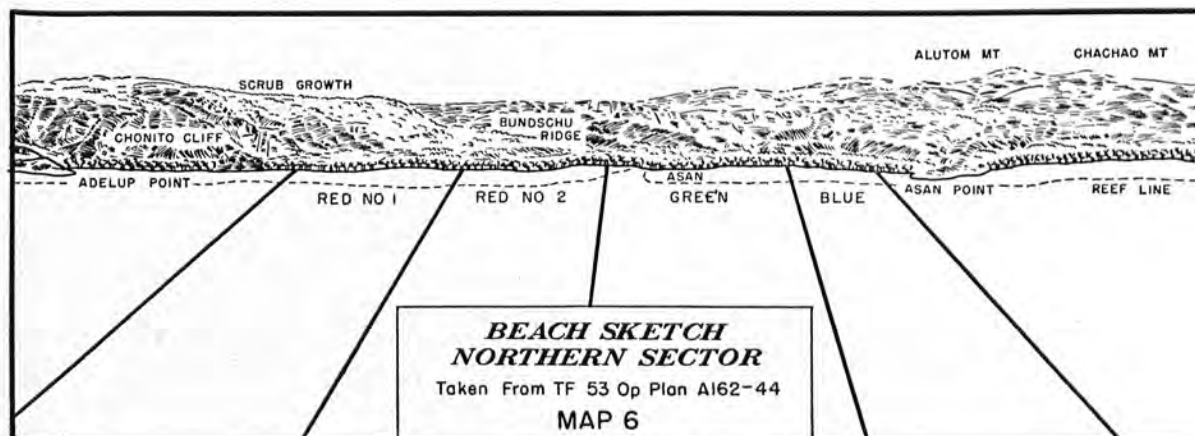 ALUTOM MT
CHACHAO MT
SCRUB GROWTH
BUNDSCHU
RIDGE
CHONITO CLIFF
ADELUP POINT
ASAN
ASAN POINT
REEF LINE
RED NO 1
RED NO 2
GREEN
BLUE
BEACH SKETCH
NORTHERN SECTOR
Taken From TF 53 Op Plan A162-44
MAP 6